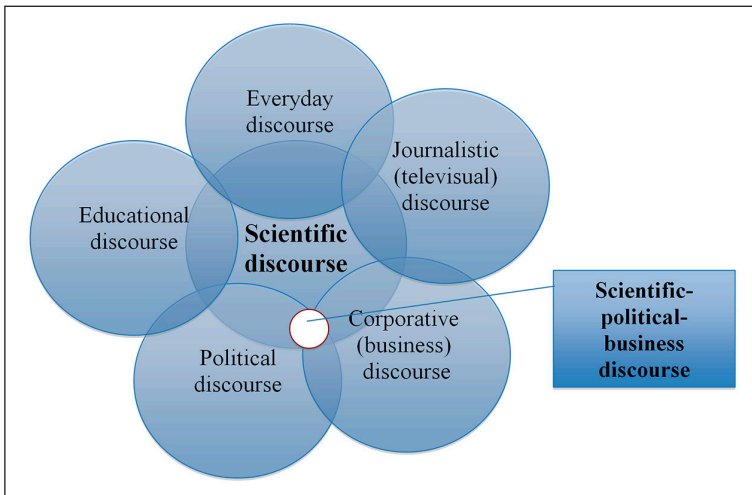 Everyday
discourse
Journalistic
(televisual)
discourse
Educational
discourse
Scientific
discourse
Political
discourse
Corporative
(business)
discourse
Scientific-
political-
business
discourse